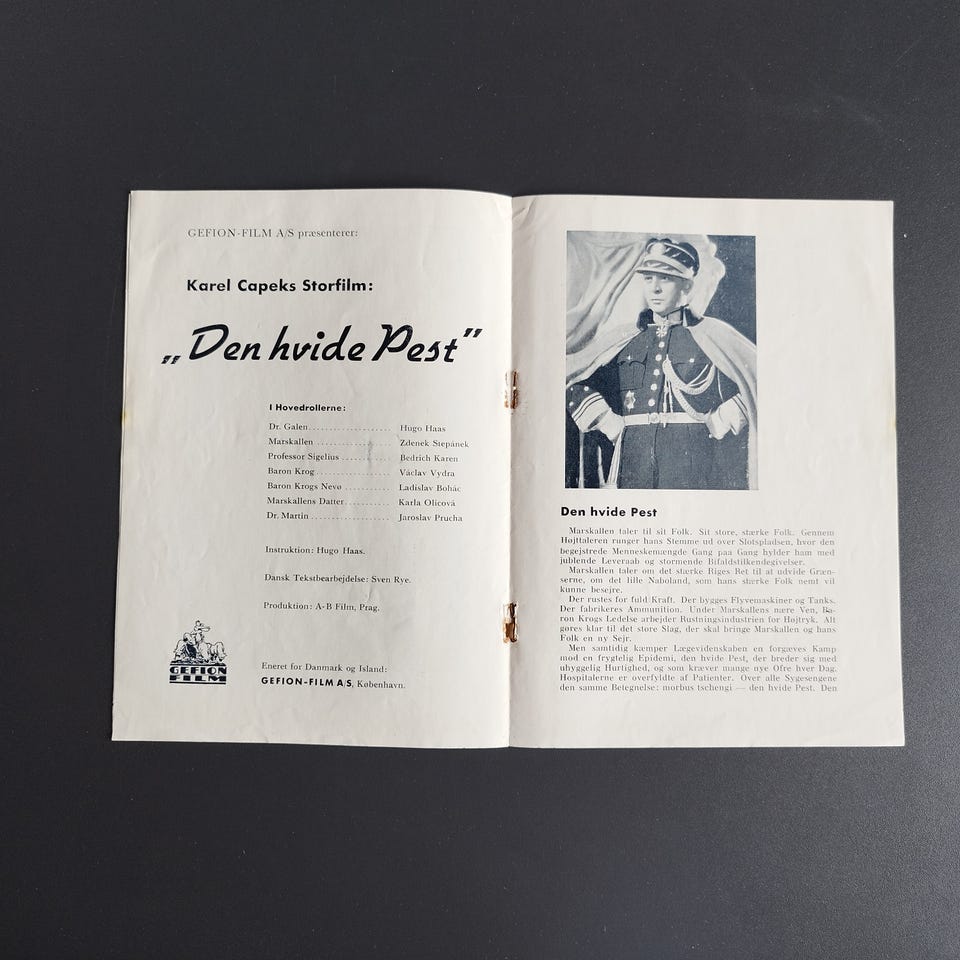 GEFION-FILM A/S præsenterer:
Karel Capeks Storfilm:
„Den hvide Pest”
I Hovedrollerne:
Dr. Galen.................... Hugo Haas
Marskallen .................. Zdenek Stepánek
Professor Sigelius ............ Bedrich Karen
Baron Krog.................. Václav Vydra
Baron Krogs Nevø ............ Ladislav Bohác
Marskallens Datter........... Karla Olicová
Dr. Martin................... Jaroslav Prucha
Instruktion: Hugo Haas.
Dansk Tekstbearbejdelse: Sven Rye.
Produktion: A-B Film, Prag.
GEFION
FILM
Eneret for Danmark og Island:
GEFION-FILM A/S, København.
Den hvide Pest
Marskallen taler til sit Folk. Sit store, stærke Folk. Gennem
Højttaleren runger hans Stemme ud over Slotspladsen, hvor den
begejstrede Menneskemængde Gang paa Gang hylder ham med
jublende Leveraab og stormende Bifaldstilkendegivelser.
Marskallen taler om det stærke Riges Ret til at udvide Græn-
serne, om det lille Naboland, som hans stærke Folk nemt vil
kunne besejre.
Der rustes for fuld Kraft. Der bygges Flyvemaskiner og Tanks.
Der fabrikeres Ammunition. Under Marskallens nære Ven, Ba-
ron Krogs Ledelse arbejder Rustningsindustrien for Højtryk. Alt
gøres klar til det store Slag, der skal bringe Marskallen og hans
Folk en ny Sejr.
Men samtidig kæmper Lægevidenskaben en forgæves Kamp
mod en frygtelig Epidemi, den hvide Pest, der breder sig med
uhyggelig Hurtighed, og som kræver mange nye Ofre hver Dag.
Hospitalerne er overfyldte af Patienter. Over alle Sygesengene
den samme Betegnelse: morbus tschengi — den hvide Pest. Den